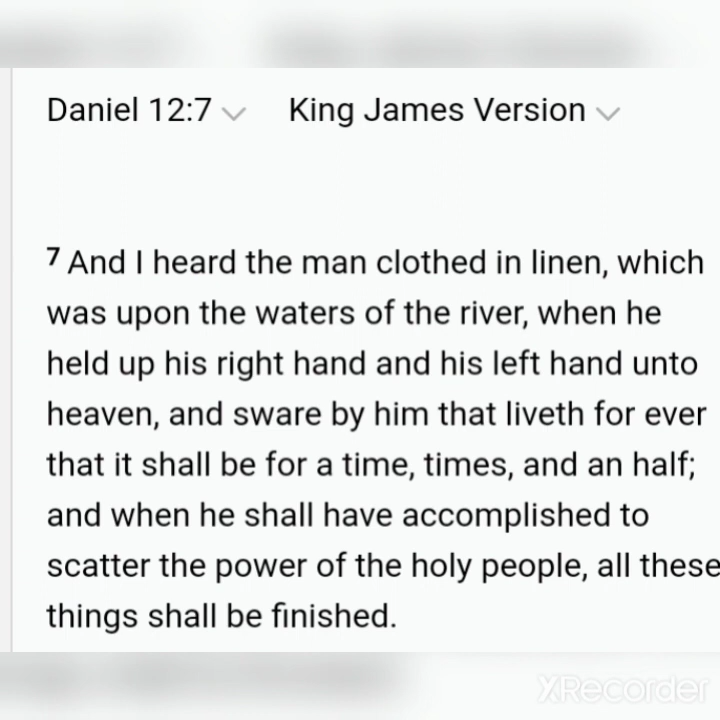 Daniel 12:7 King James Version
7 And I heard the man clothed in linen, which
was upon the waters of the river, when he
held up his right hand and his left hand unto
heaven, and sware by him that liveth for ever
that it shall be for a time, times, and an half;
and when he shall have accomplished to
scatter the power of the holy people, all these
things shall be finished.
XRecorder